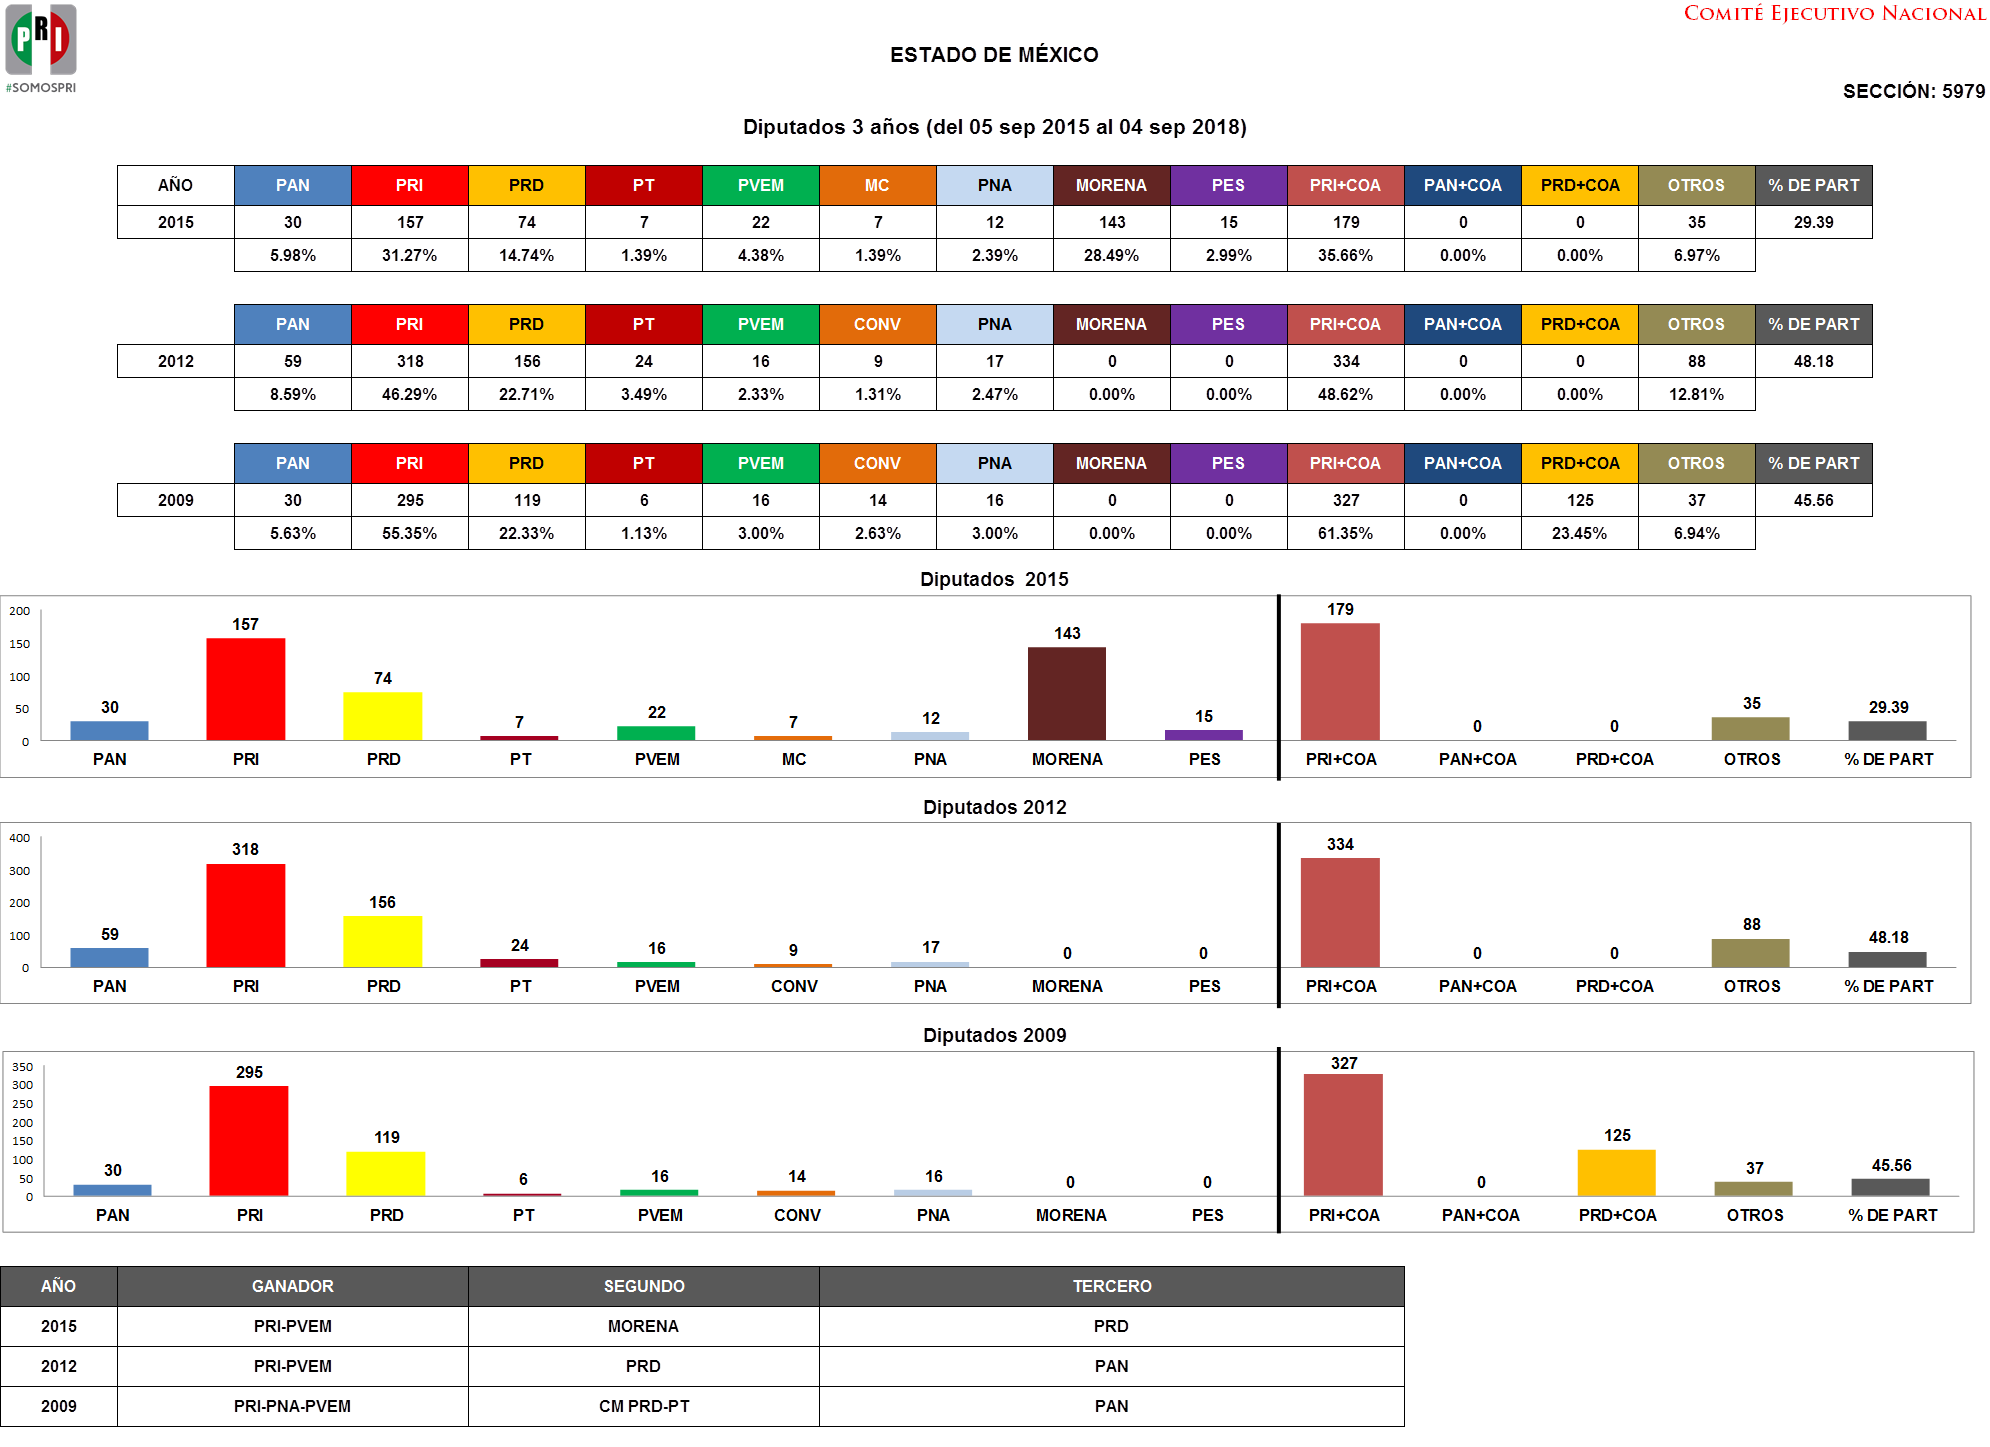 PRI
#SOMOSPRI
COMITÉ EJECUTIVO NACIONAL
ESTADO DE MÉXICO
SECCIÓN: 5979
Diputados 3 años (del 05 sep 2015 al 04 sep 2018)
AÑO PAN PRI PRD PT PVEM MC PNA MORENA PES PRI+COA PAN+COA PRD+COA OTROS % DE PART
2015 30 157 74 7 22 7 12 143 15 179 0 0 35 29.39
5.98% 31.27% 14.74% 1.39% 4.38% 1.39% 2.39% 28.49% 2.99% 35.66% 0.00% 0.00% 6.97%
PAN PRI PRD PT PVEM CONV PNA MORENA PES PRI+COA PAN+COA PRD+COA OTROS % DE PART
2012 59 318 156 24 16 9 17 0 0 334 0 0 88 48.18
8.59% 46.29% 22.71% 3.49% 2.33% 1.31% 2.47% 0.00% 0.00% 48.62% 0.00% 0.00% 12.81%
PAN PRI PRD PT PVEM CONV PNA MORENA PES PRI+COA PAN+COA PRD+COA OTROS % DE PART
2009 30 295 119 6 16 14 16 0 0 327 0 125 37 45.56
5.63% 55.35% 22.33% 1.13% 3.00% 2.63% 3.00% 0.00% 0.00% 61.35% 0.00% 23.45% 6.94%
Diputados 2015
200
150
100
50
0
30 157 74 7 22 7 12 143 15 179 0 0 35 29.39
PAN PRI PRD PT PVEM MC PNA MORENA PES PRI+COA PAN+COA PRD+COA OTROS % DE PART
Diputados 2012
400
300
200
100
0
59 318 156 24 16 9 17 0 0 334 0 0 88 48.18
PAN PRI PRD PT PVEM CONV PNA MORENA PES PRI+COA PAN+COA PRD+COA OTROS % DE PART
Diputados 2009
350
300
250
200
150
100
50
0
30 295 119 6 16 14 16 0 0 327 0 125 37 45.56
PAN PRI PRD PT PVEM CONV PNA MORENA PES PRI+COA PAN+COA PRD+COA OTROS % DE PART
AÑO GANADOR SEGUNDO TERCERO
2015 PRI-PVEM MORENA PRD
2012 PRI-PVEM PRD PAN
2009 PRI-PNA-PVEM CM PRD-PT PAN